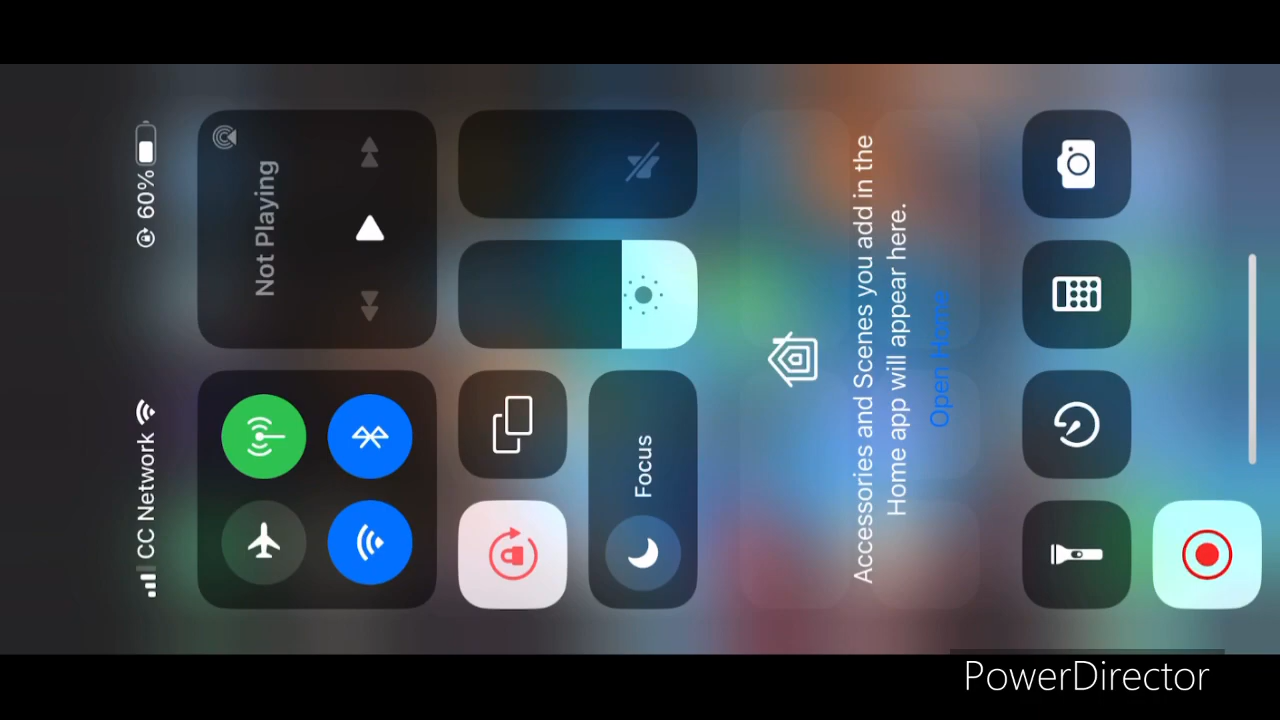 CC Network
60%
Not Playing
Focus
Accessories and Scenes you add in the
Home app will appear here.
Open Home
PowerDirector